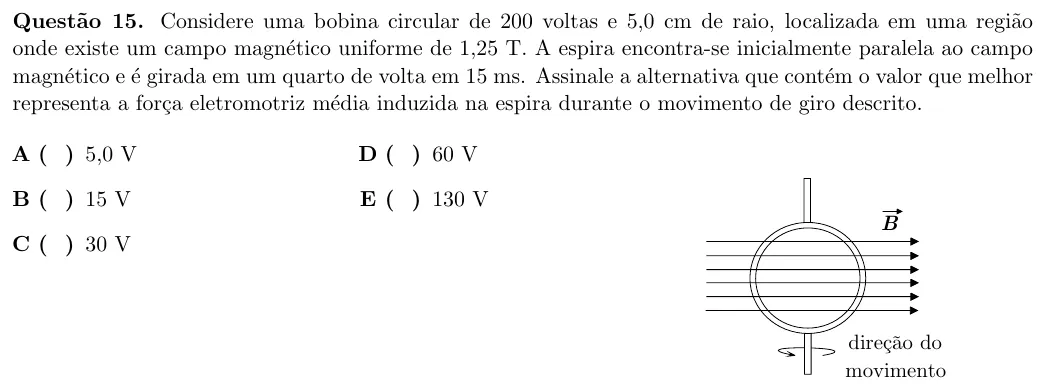 Questão 15. Considere uma bobina circular de 200 voltas e 5,0 cm de raio, localizada em uma região
onde existe um campo magnético uniforme de 1,25 T. A espira encontra-se inicialmente paralela ao campo
magnético e é girada em um quarto de volta em 15 ms. Assinale a alternativa que contém o valor que melhor
representa a força eletromotriz média induzida na espira durante o movimento de giro descrito.
A ( ) 5,0 V
B ( ) 15 V
C ( ) 30 V
D ( ) 60 V
E ( ) 130 V
B
direção do
movimento